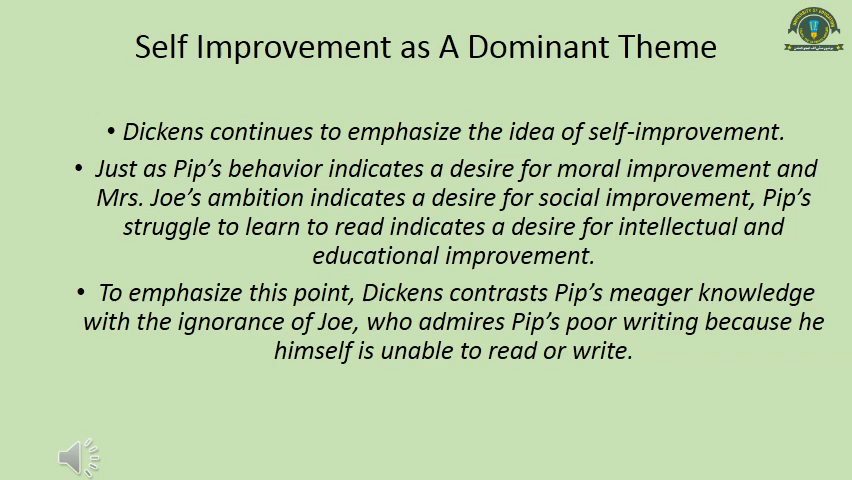 Self Improvement as A Dominant Theme
• Dickens continues to emphasize the idea of self-improvement.
• Just as Pip's behavior indicates a desire for moral improvement and
Mrs. Joe's ambition indicates a desire for social improvement, Pip's
struggle to learn to read indicates a desire for intellectual and
educational improvement.
• To emphasize this point, Dickens contrasts Pip's meager knowledge
with the ignorance of Joe, who admires Pip's poor writing because he
himself is unable to read or write.